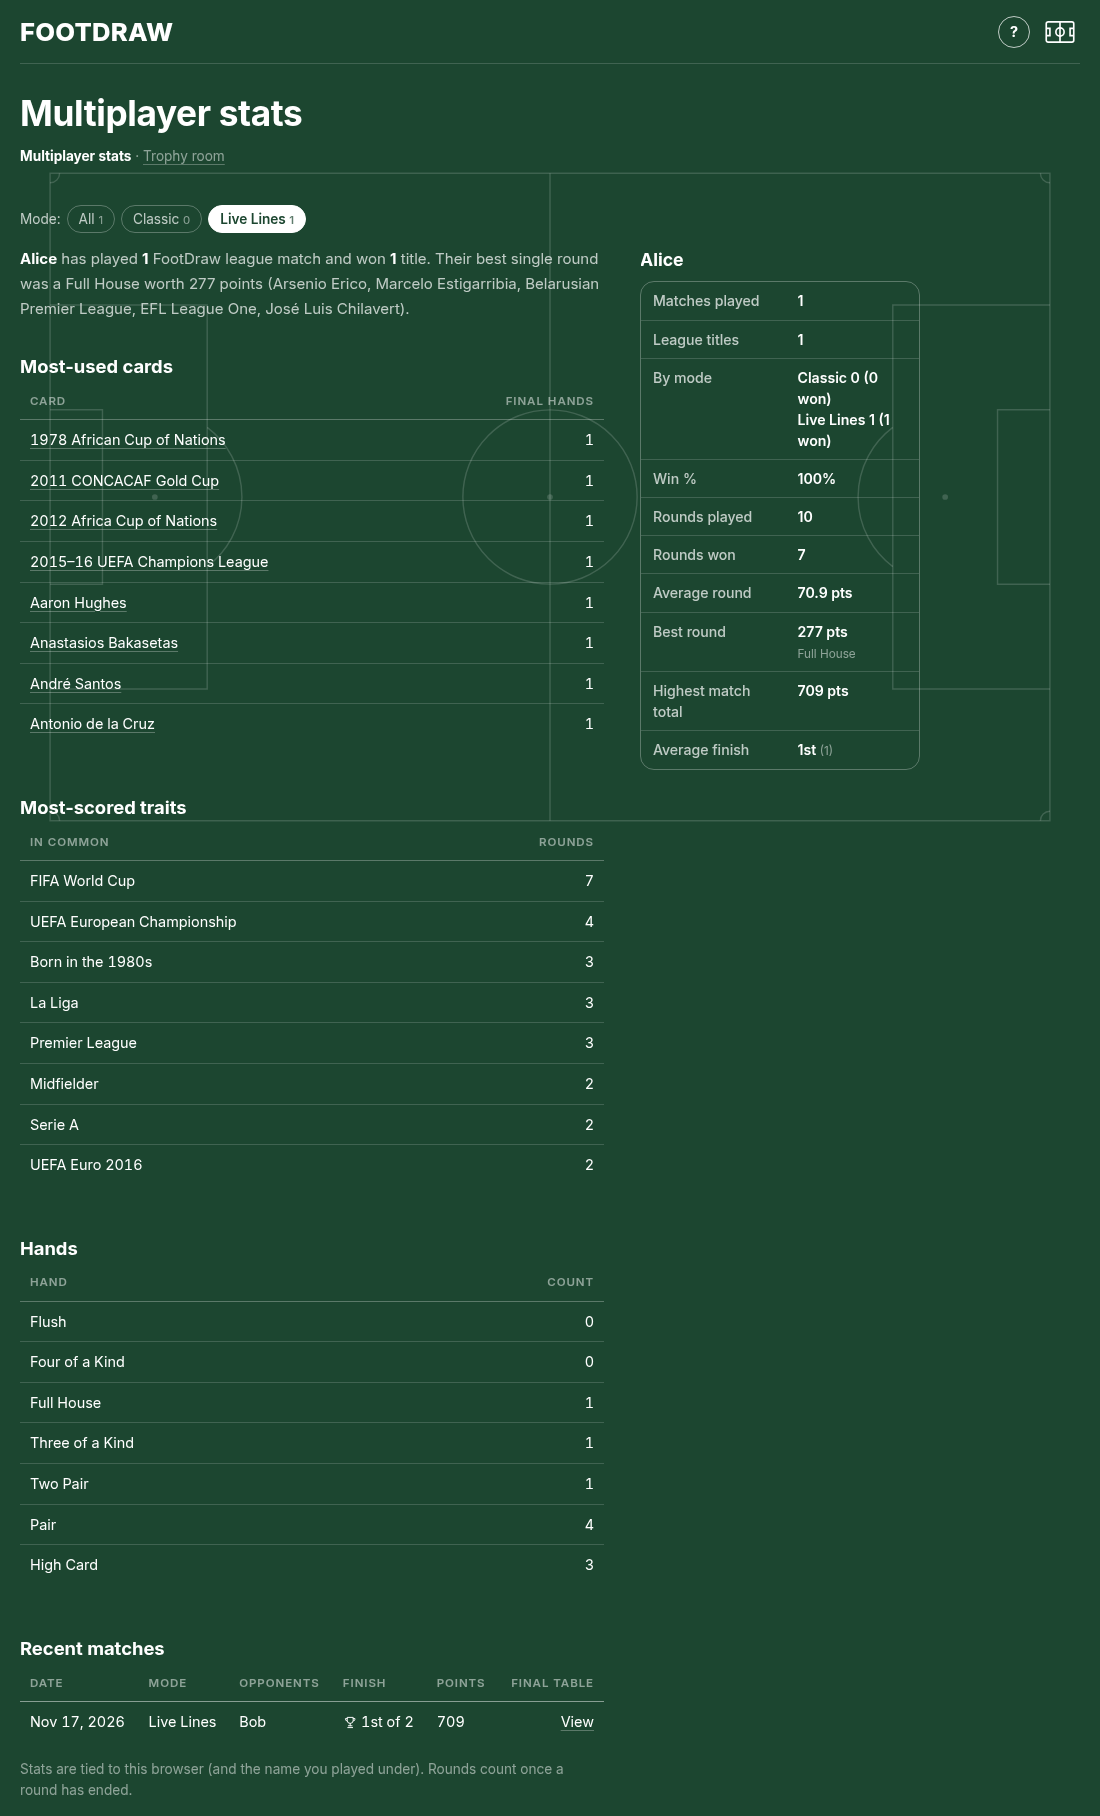 FOOTDRAW
?
Multiplayer stats
Multiplayer stats · Trophy room
Mode: All 1 Classic 0 Live Lines 1
Alice has played 1 FootDraw league match and won 1 title. Their best single round
was a Full House worth 277 points (Arsenio Erico, Marcelo Estigarribia, Belarusian
Premier League, EFL League One, José Luis Chilavert).
Most-used cards
CARD FINAL HANDS
1978 African Cup of Nations 1
2011 CONCACAF Gold Cup 1
2012 Africa Cup of Nations 1
2015–16 UEFA Champions League 1
Aaron Hughes 1
Anastasios Bakasetas 1
André Santos 1
Antonio de la Cruz 1
Alice
Matches played 1
League titles 1
By mode Classic 0 (0
won)
Live Lines 1 (1
won)
Win % 100%
Rounds played 10
Rounds won 7
Average round 70.9 pts
Best round 277 pts
Full House
Highest match 709 pts
total
Average finish 1st (1)
Most-scored traits
IN COMMON ROUNDS
FIFA World Cup 7
UEFA European Championship 4
Born in the 1980s 3
La Liga 3
Premier League 3
Midfielder 2
Serie A 2
UEFA Euro 2016 2
Hands
HAND COUNT
Flush 0
Four of a Kind 0
Full House 1
Three of a Kind 1
Two Pair 1
Pair 4
High Card 3
Recent matches
DATE MODE OPPONENTS FINISH POINTS FINAL TABLE
Nov 17, 2026 Live Lines Bob 1st of 2 709 View
Stats are tied to this browser (and the name you played under). Rounds count once a
round has ended.